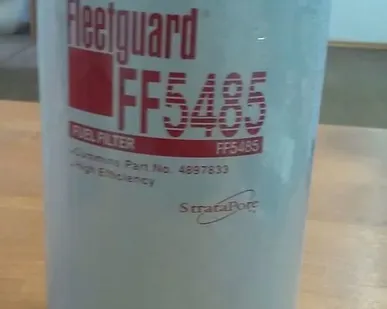 Fleetguard
FF5485
FUEL FILTER FF5485
-Cummins Part No. 4897833
-High Efficiency
StrataPore